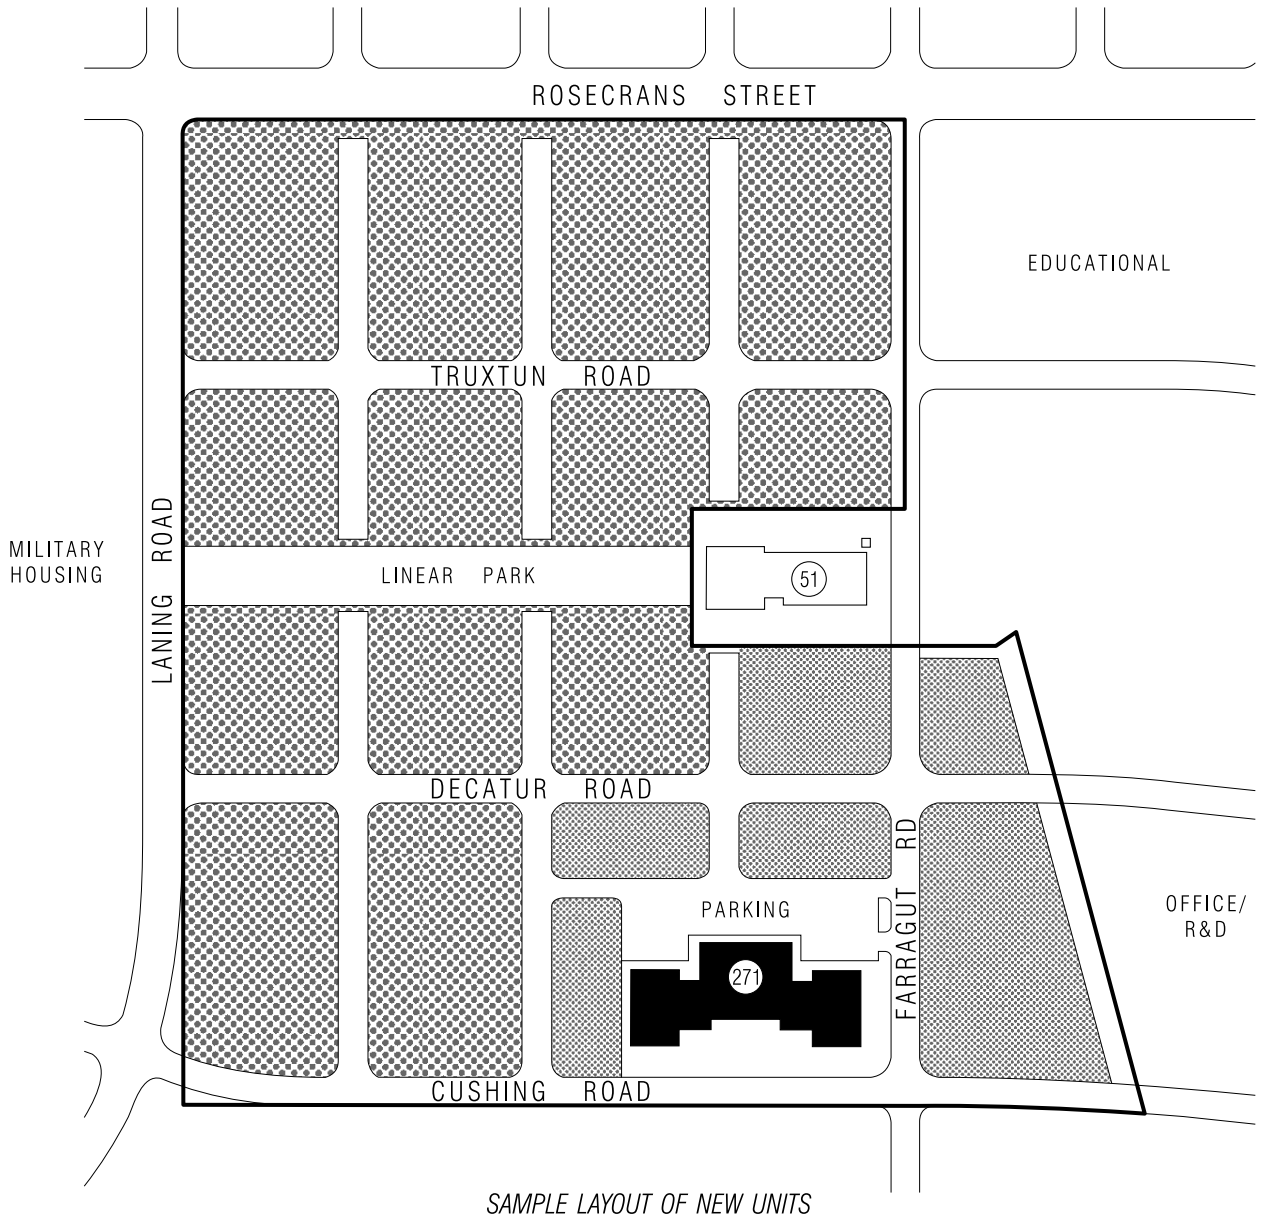 ROSECRANS STREET
EDUCATIONAL
TRUXTUN ROAD
LANING ROAD
MILITARY
HOUSING
LINEAR PARK
51
DECATUR ROAD
FARRAGUT RD
PARKING
OFFICE/
R&D
271
CUSHING ROAD
SAMPLE LAYOUT OF NEW UNITS